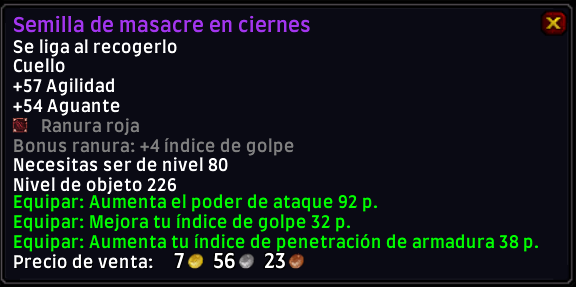 Semilla de masacre en ciernes
Se liga al recogerlo
Cuello
+57 Agilidad
+54 Aguante
Ranura roja
Bonus ranura: +4 índice de golpe
Necesitas ser de nivel 80
Nivel de objeto 226
Equipar: Aumenta el poder de ataque 92 p.
Equipar: Mejora tu índice de golpe 32 p.
Equipar: Aumenta tu índice de penetración de armadura 38 p.
Precio de venta: 7 56 23